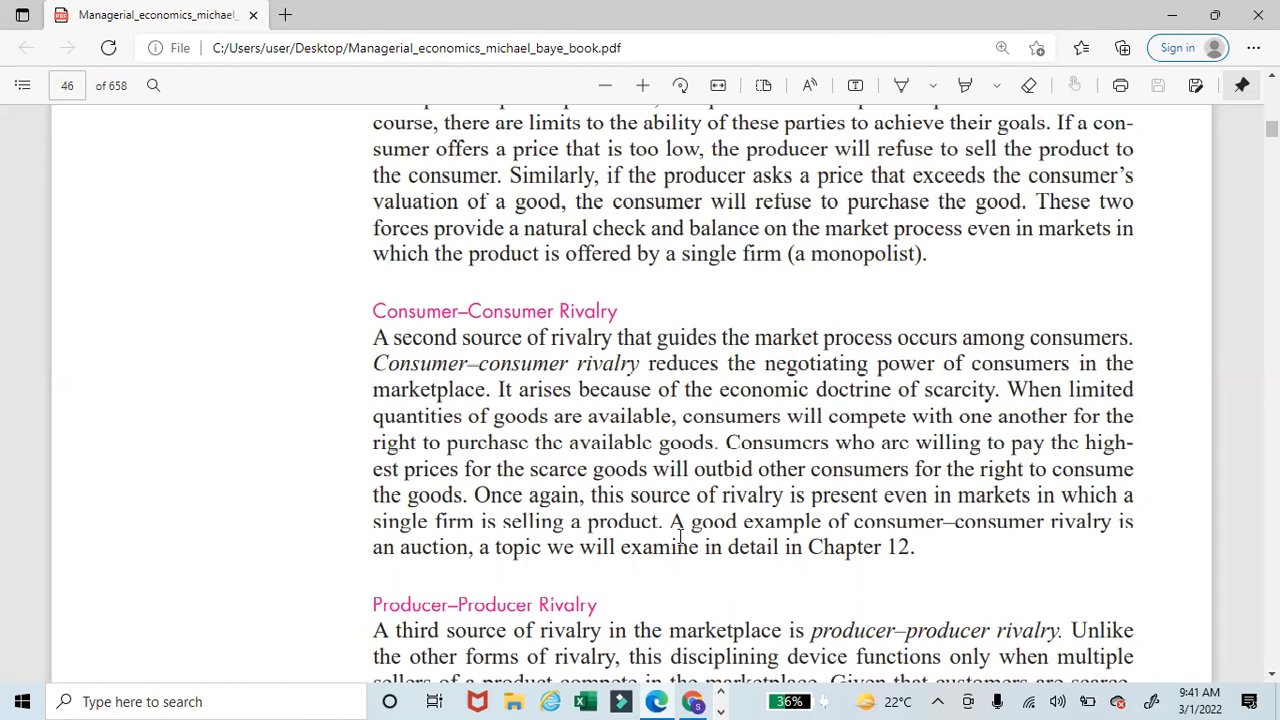 Managerial_economics_michael_
File
C:/Users/user/Desktop/Managerial_economics_michael_baye_book.pdf
Sign in
46 of 658
course, there are limits to the ability of these parties to achieve their goals. If a con-
sumer offers a price that is too low, the producer will refuse to sell the product to
the consumer. Similarly, if the producer asks a price that exceeds the consumer's
valuation of a good, the consumer will refuse to purchase the good. These two
forces provide a natural check and balance on the market process even in markets in
which the product is offered by a single firm (a monopolist).
Consumer–Consumer Rivalry
A second source of rivalry that guides the market process occurs among consumers.
Consumer–consumer rivalry reduces the negotiating power of consumers in the
marketplace. It arises because of the economic doctrine of scarcity. When limited
quantities of goods are available, consumers will compete with one another for the
right to purchase the available goods. Consumers who are willing to pay the high-
est prices for the scarce goods will outbid other consumers for the right to consume
the goods. Once again, this source of rivalry is present even in markets in which a
single firm is selling a product. A good example of consumer–consumer rivalry is
an auction, a topic we will examine in detail in Chapter 12.
Producer–Producer Rivalry
A third source of rivalry in the marketplace is producer–producer rivalry. Unlike
the other forms of rivalry, this disciplining device functions only when multiple
sellers of a product compete in the marketplace. Given that customers are scarce,
Type here to search
36%
22°C
9:41 AM
3/1/2022